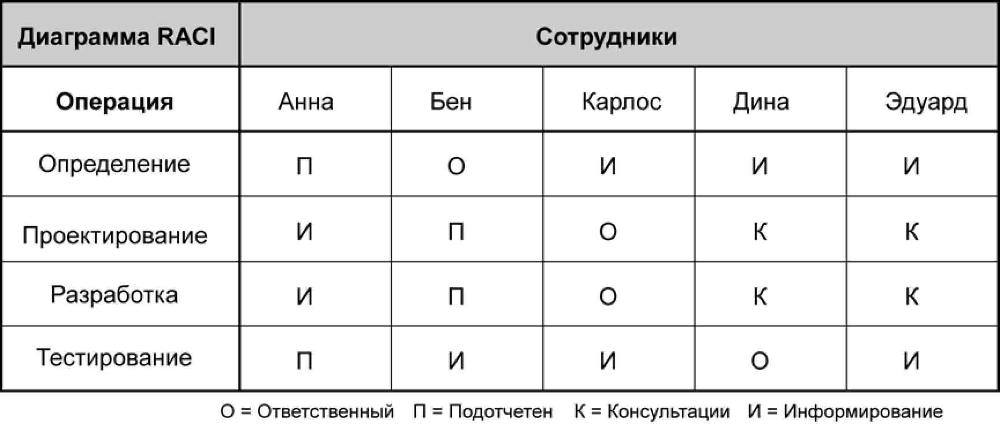 Диаграмма RACI Сотрудники
Операция Анна Бен Карлос Дина Эдуард
Определение П О И И И
Проектирование И П О К К
Разработка И П О К К
Тестирование П И И О И
О = Ответственный П = Подотчетен К = Консультации И = Информирование